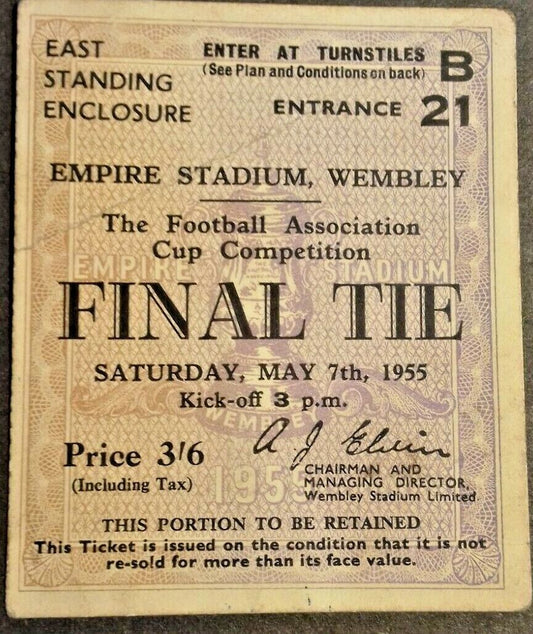 EAST
STANDING
ENCLOSURE
ENTER AT TURNSTILES
(See Plan and Conditions on back)
B
ENTRANCE 21
EMPIRE STADIUM, WEMBLEY
The Football Association
Cup Competition
EMPIRE STADIUM
FINAL TIE
SATURDAY, MAY 7th, 1955
Kick-off 3 p.m.
WEMBLEY
Price 3/6
(Including Tax)
A J Elvin
1955
CHAIRMAN AND
MANAGING DIRECTOR,
Wembley Stadium Limited
THIS PORTION TO BE RETAINED
This Ticket is issued on the condition that it is not
re-sold for more than its face value.